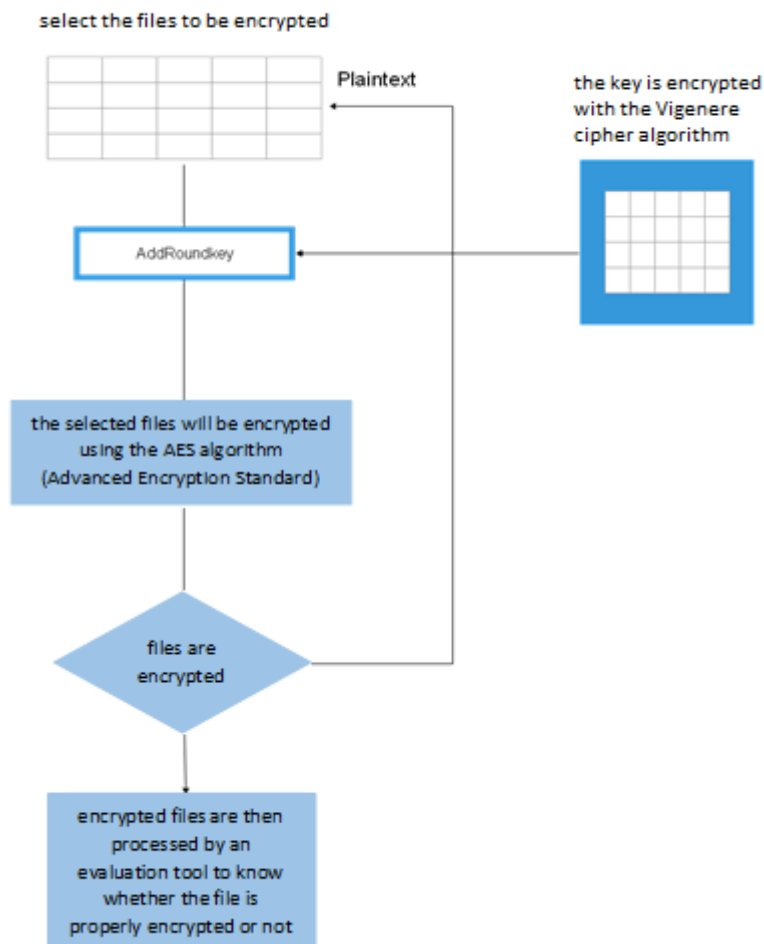 select the files to be encrypted
Plaintext
the key is encrypted
with the Vigenere
cipher algorithm
AddRoundkey
the selected files will be encrypted
using the AES algorithm
(Advanced Encryption Standard)
files are
encrypted
encrypted files are then
processed by an
evaluation tool to know
whether the file is
properly encrypted or not